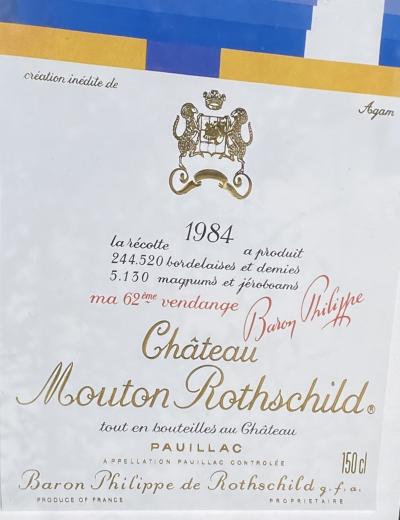 création inédite de
Agam
la récolte 1984 a produit
244.520 bordelaises et demies
5.130 magnums et jéroboams
ma 62ème vendange Baron Philippe
Château
Mouton Rothschild®
tout en bouteilles au Château
PAUILLAC
APPELLATION PAUILLAC CONTROLÉE
150 cl
Baron Philippe de Rothschild g.f.a.
PRODUCE OF FRANCE PROPRIETAIRE